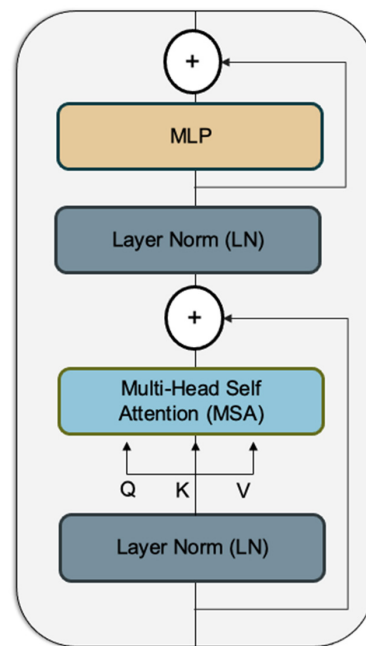 +
MLP
Layer Norm (LN)
+
Multi-Head Self
Attention (MSA)
Q K V
Layer Norm (LN)